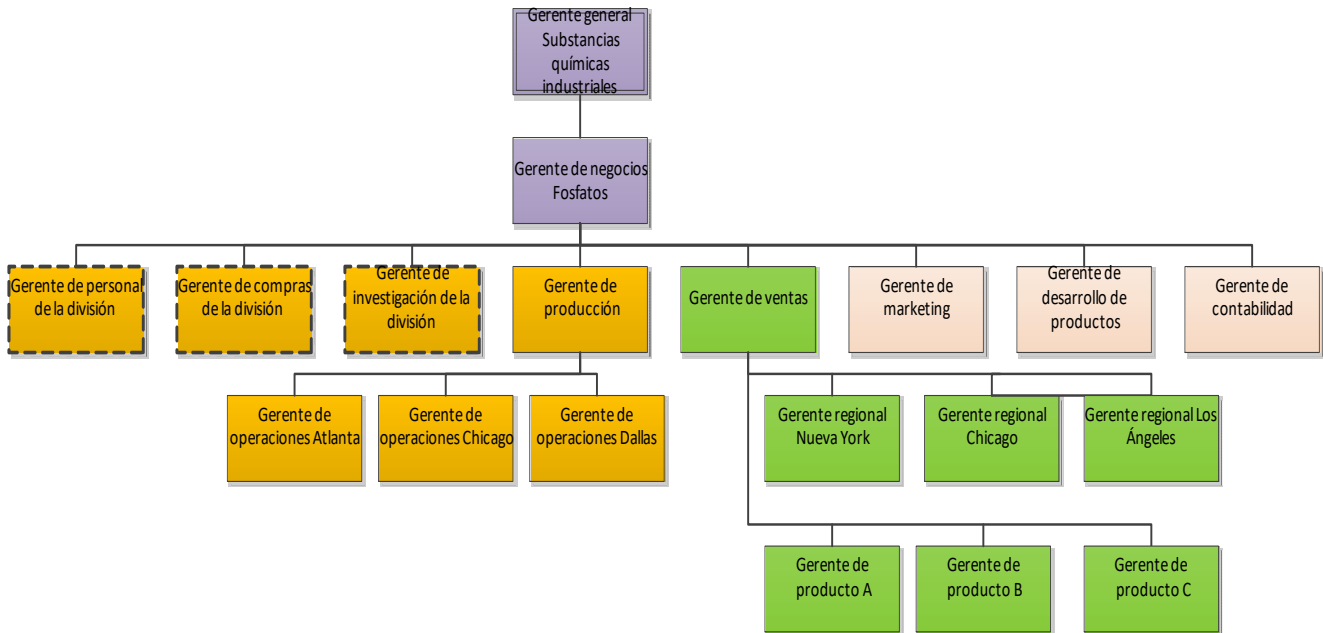 Gerente general
Substancias
químicas
industriales
Gerente de negocios
Fosfatos
Gerente de personal
de la división
Gerente de compras
de la división
Gerente de
investigación de la
división
Gerente de
producción
Gerente de ventas
Gerente de
marketing
Gerente de
desarrollo de
productos
Gerente de
contabilidad
Gerente de
operaciones Atlanta
Gerente de
operaciones Chicago
Gerente de
operaciones Dallas
Gerente regional
Nueva York
Gerente regional
Chicago
Gerente regional Los
Ángeles
Gerente de
producto A
Gerente de
producto B
Gerente de
producto C